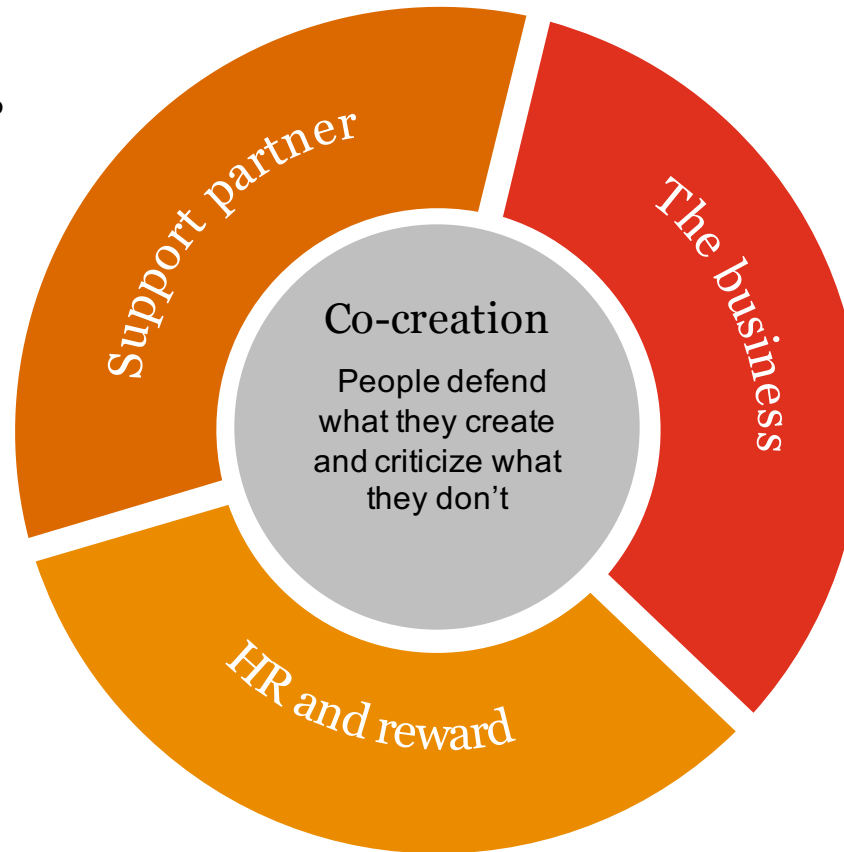 Support partner
The business
Co-creation
People defend
what they create
and criticize what
they don’t
HR and reward